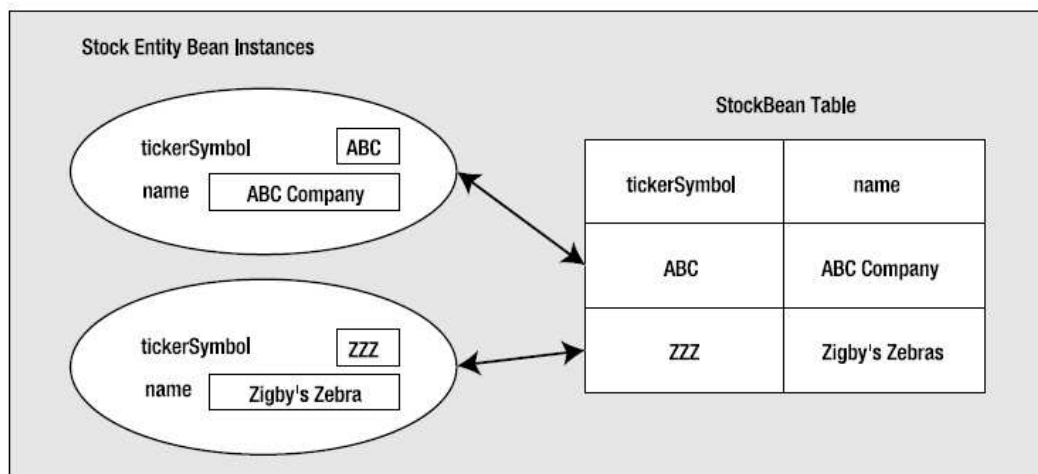 Stock Entity Bean Instances
tickerSymbol ABC
name ABC Company
tickerSymbol ZZZ
name Zigby's Zebra
StockBean Table
tickerSymbol name
ABC ABC Company
ZZZ Zigby's Zebras